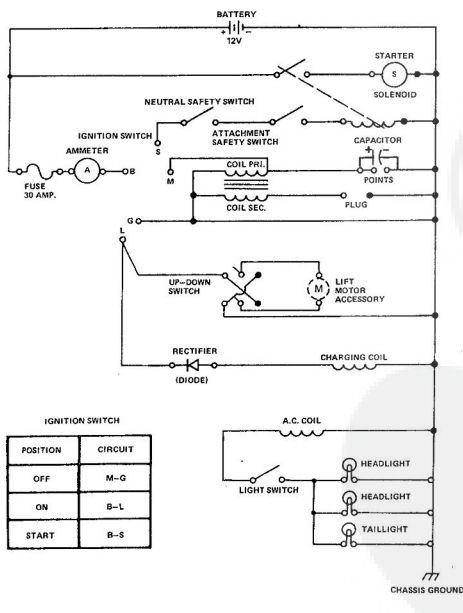 BATTERY
+ −
12V
STARTER
S
SOLENOID
NEUTRAL SAFETY SWITCH
IGNITION SWITCH
ATTACHMENT
SAFETY SWITCH
S
CAPACITOR
+ −
AMMETER
A
B
M
COIL PRI.
POINTS
FUSE
30 AMP.
COIL SEC.
PLUG
G
L
UP–DOWN
SWITCH
M
LIFT
MOTOR
ACCESSORY
RECTIFIER
(DIODE)
CHARGING COIL
IGNITION SWITCH
POSITION CIRCUIT
OFF M–G
ON B–L
START B–S
A.C. COIL
LIGHT SWITCH
HEADLIGHT
HEADLIGHT
TAILLIGHT
CHASSIS GROUND